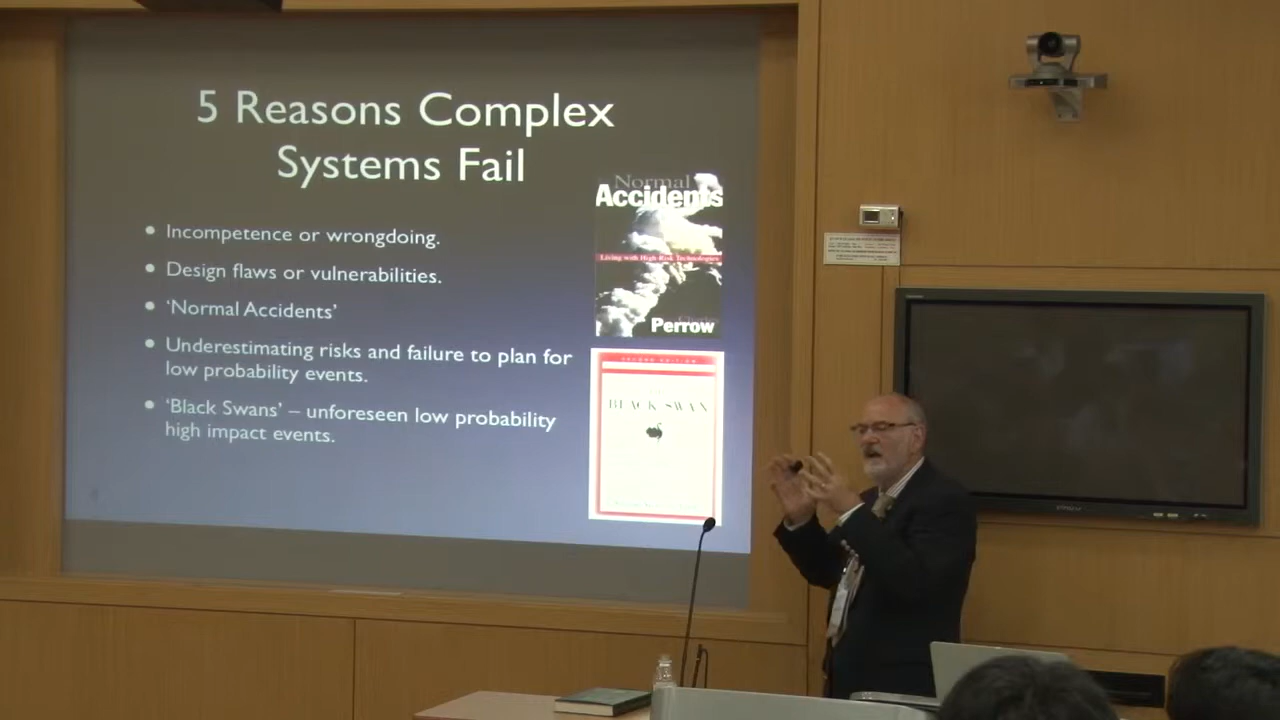 5 Reasons Complex
Systems Fail
• Incompetence or wrongdoing.
• Design flaws or vulnerabilities.
• 'Normal Accidents'
• Underestimating risks and failure to plan for
low probability events.
• 'Black Swans' – unforeseen low probability
high impact events.
Normal
Accidents
Living with High-Risk Technologies
Perrow
SECOND EDITION
BLACK SWAN